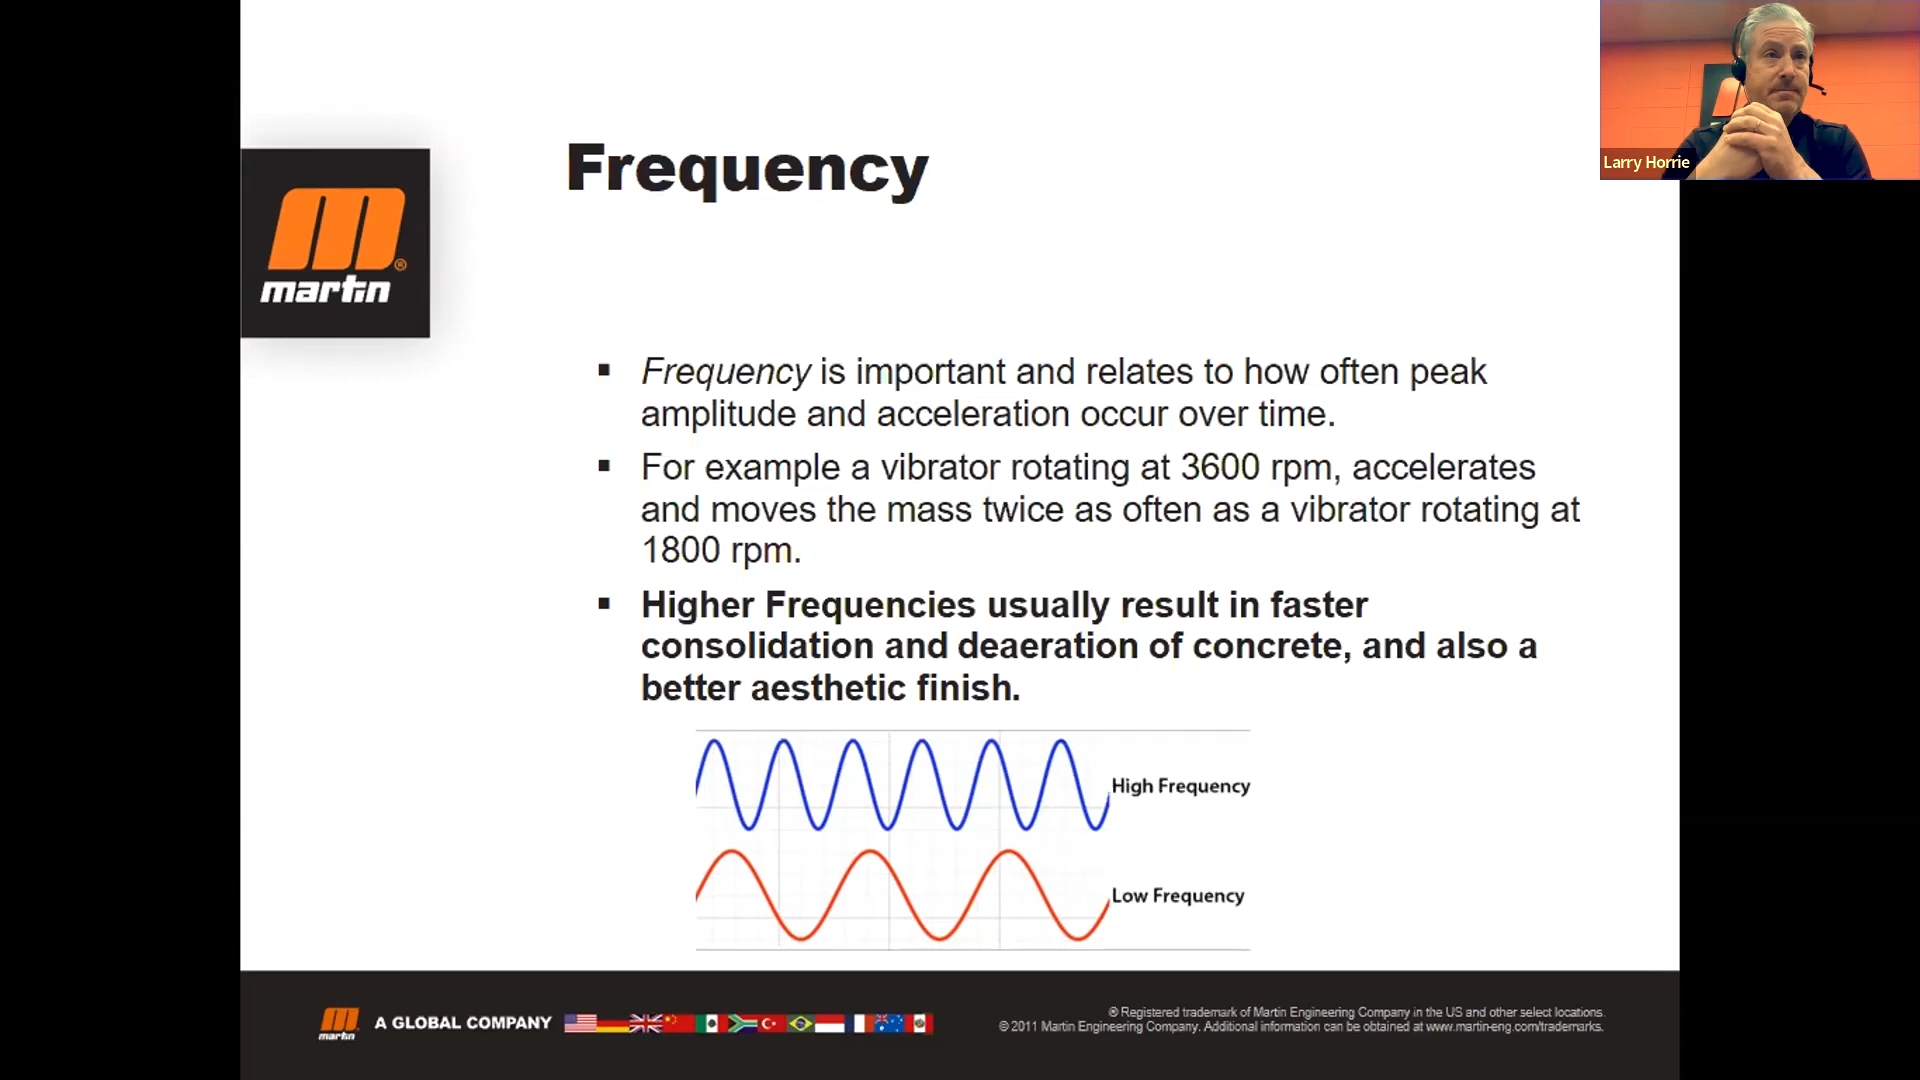 Larry Horrie
Frequency
®
martin
▪ Frequency is important and relates to how often peak
amplitude and acceleration occur over time.
▪ For example a vibrator rotating at 3600 rpm, accelerates
and moves the mass twice as often as a vibrator rotating at
1800 rpm.
▪ Higher Frequencies usually result in faster
consolidation and deaeration of concrete, and also a
better aesthetic finish.
High Frequency
Low Frequency
martin
A GLOBAL COMPANY
® Registered trademark of Martin Engineering Company in the US and other select locations.
© 2011 Martin Engineering Company. Additional information can be obtained at www.martin-eng.com/trademarks.